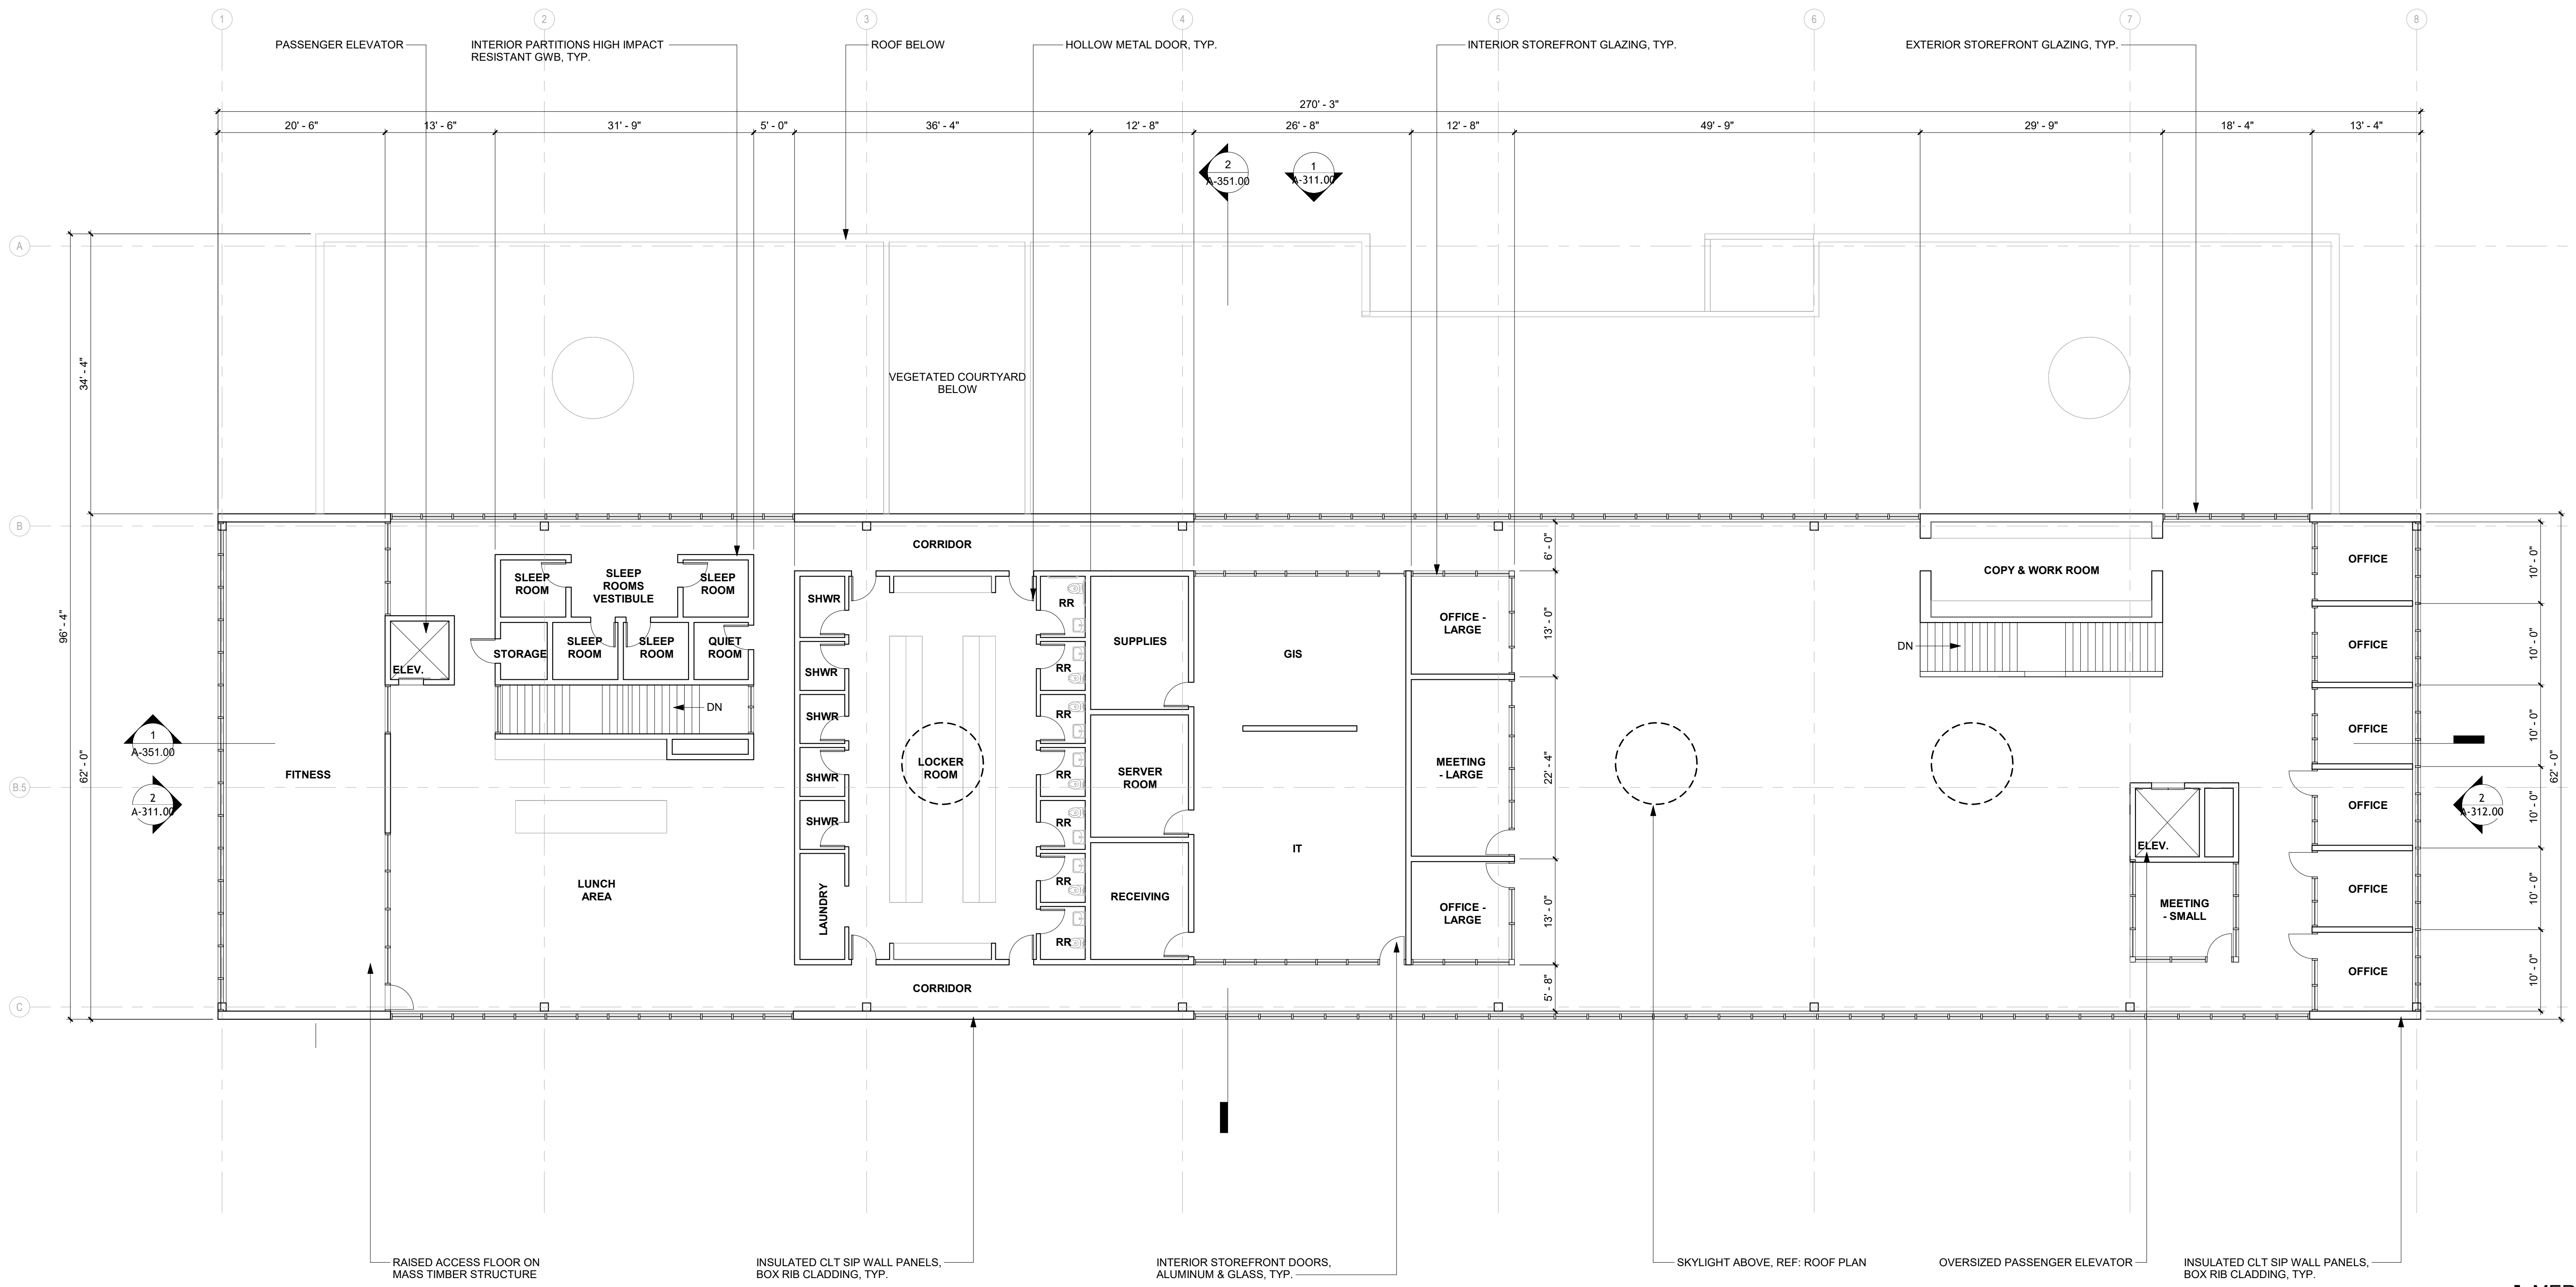 1 2 3 4 5 6 7 8
PASSENGER ELEVATOR
INTERIOR PARTITIONS HIGH IMPACT
RESISTANT GWB, TYP.
ROOF BELOW
HOLLOW METAL DOOR, TYP.
INTERIOR STOREFRONT GLAZING, TYP.
EXTERIOR STOREFRONT GLAZING, TYP.
270' - 3"
20' - 6" 13' - 6" 31' - 9" 5' - 0" 36' - 4" 12' - 8" 26' - 8" 12' - 8" 49' - 9" 29' - 9" 18' - 4" 13' - 4"
2
A-351.00
1
A-311.00
A
34' - 4"
96' - 4"
62' - 0"
VEGETATED COURTYARD
BELOW
B
CORRIDOR
SLEEP
ROOM
SLEEP
ROOMS
VESTIBULE
SLEEP
ROOM
STORAGE
SLEEP
ROOM
SLEEP
ROOM
QUIET
ROOM
ELEV.
DN
1
A-351.00
2
A-311.00
B.5
FITNESS
LUNCH
AREA
SHWR
SHWR
SHWR
SHWR
SHWR
LAUNDRY
LOCKER
ROOM
RR
RR
RR
RR
RR
RR
RR
SUPPLIES
SERVER
ROOM
RECEIVING
GIS
IT
OFFICE -
LARGE
MEETING
- LARGE
OFFICE -
LARGE
6' - 0"
13' - 0"
22' - 4"
13' - 0"
5' - 8"
COPY & WORK ROOM
DN
ELEV.
MEETING
- SMALL
OFFICE
OFFICE
OFFICE
OFFICE
OFFICE
OFFICE
10' - 0"
10' - 0"
10' - 0"
10' - 0"
10' - 0"
10' - 0"
62' - 0"
2
A-312.00
CORRIDOR
C
RAISED ACCESS FLOOR ON
MASS TIMBER STRUCTURE
INSULATED CLT SIP WALL PANELS,
BOX RIB CLADDING, TYP.
INTERIOR STOREFRONT DOORS,
ALUMINUM & GLASS, TYP.
SKYLIGHT ABOVE, REF: ROOF PLAN
OVERSIZED PASSENGER ELEVATOR
INSULATED CLT SIP WALL PANELS,
BOX RIB CLADDING, TYP.